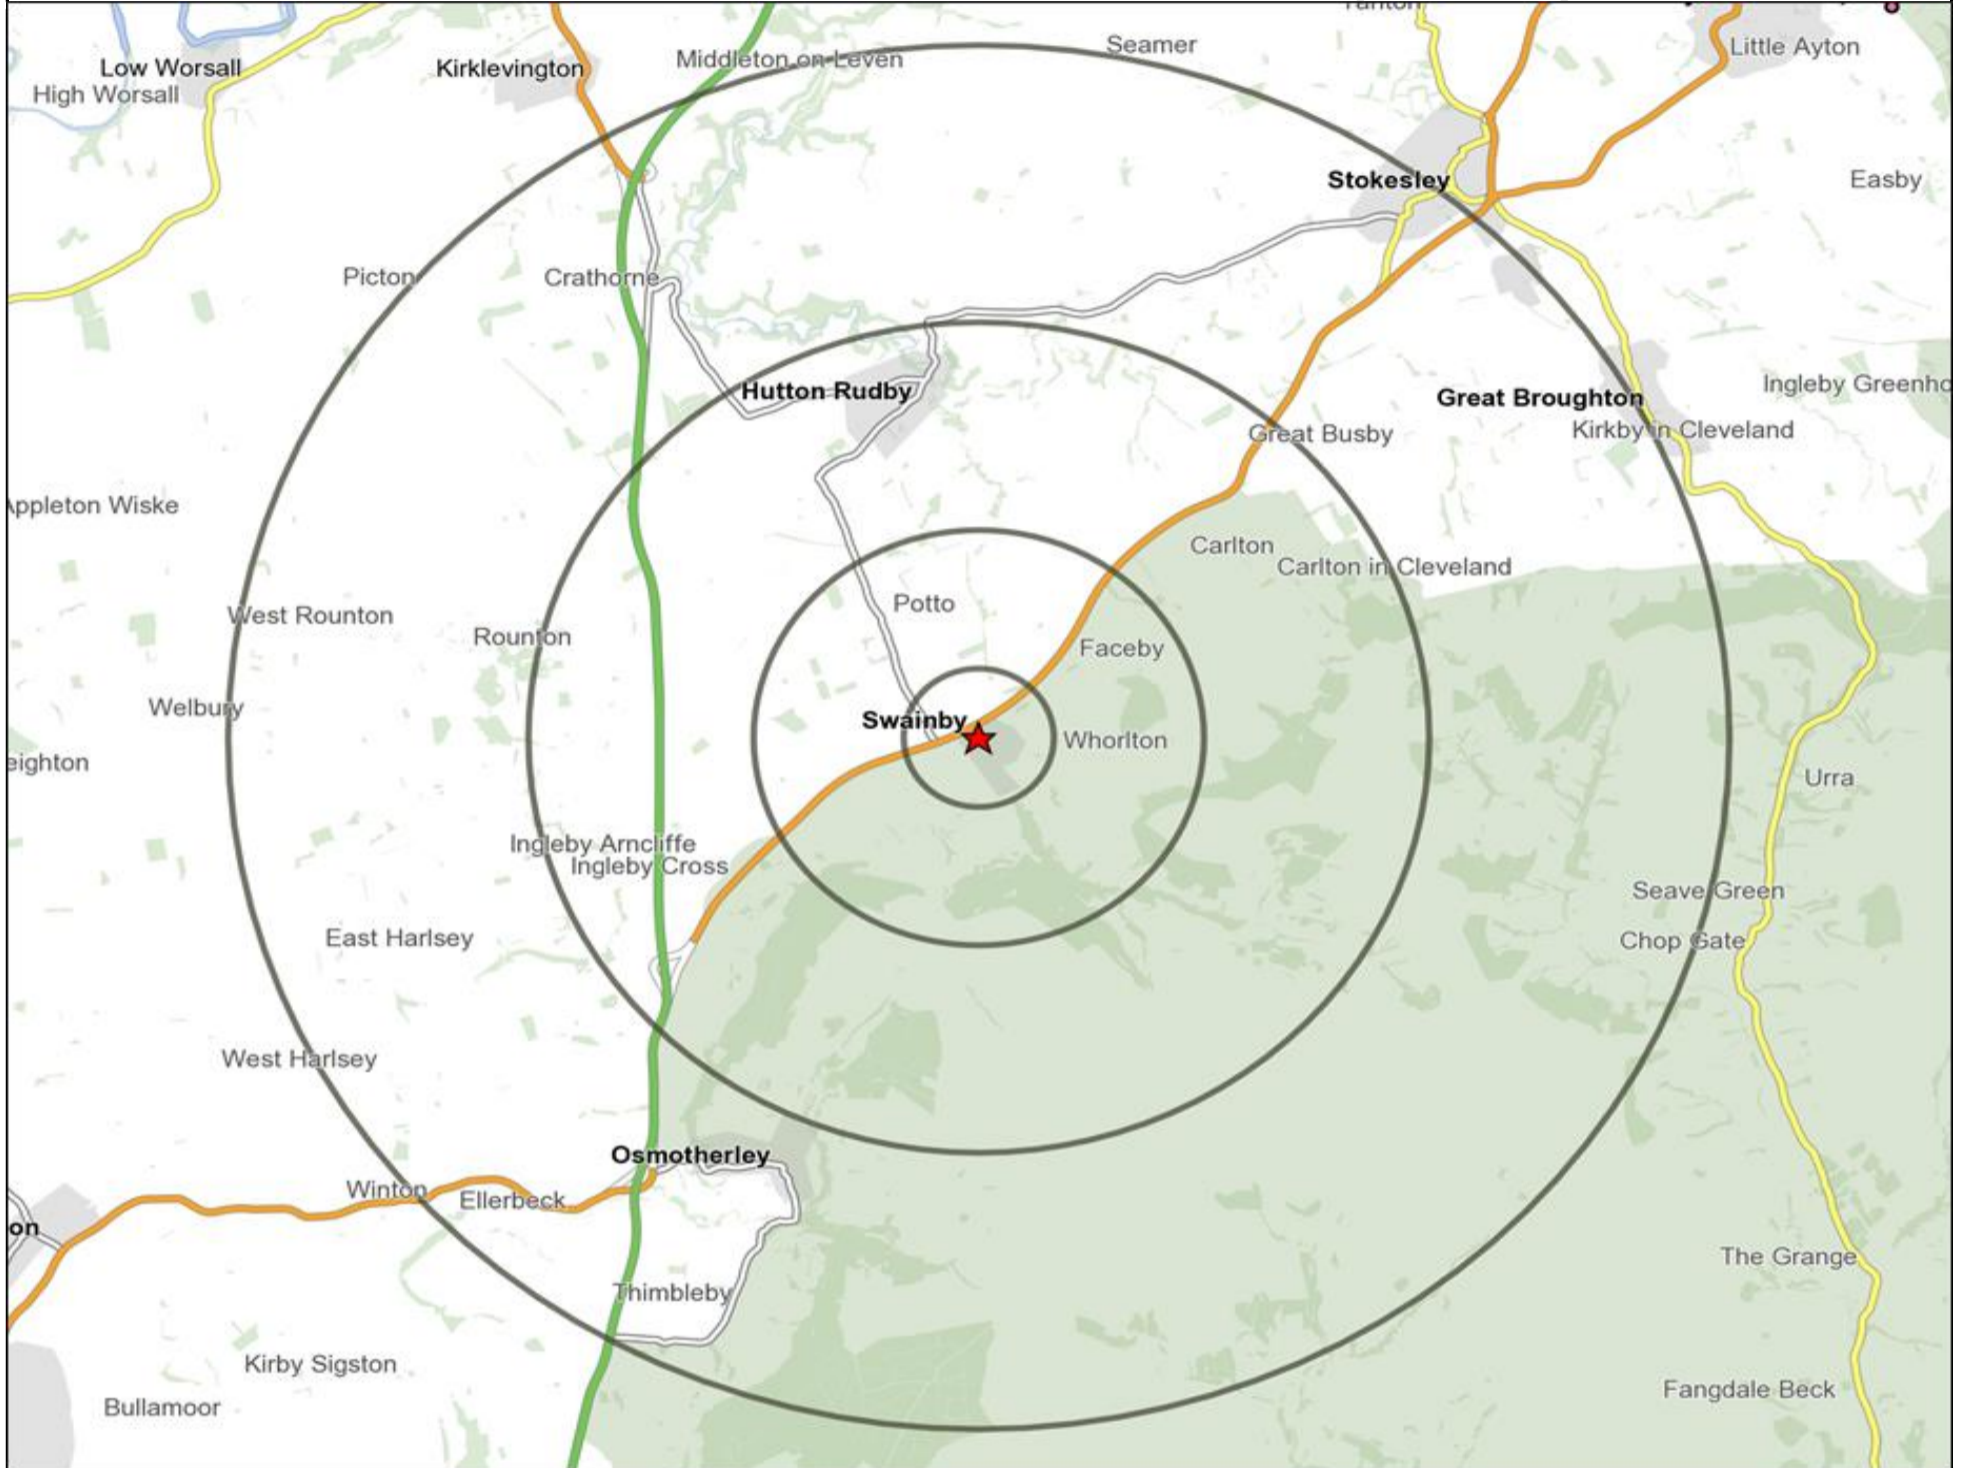 Seamer
Little Ayton
Middleton on Leven
Low Worsall
Kirklevington
High Worsall
Stokesley
Easby
Picton
Crathorne
Ingleby Greenho
Hutton Rudby
Great Broughton
Great Busby
Kirkby in Cleveland
Appleton Wiske
Carlton
Carlton in Cleveland
Potto
West Rounton
Rounton
Faceby
Welbury
Swainby
Whorlton
eighton
Urra
Ingleby Arncliffe
Ingleby Cross
Seave Green
East Harlsey
Chop Gate
West Harlsey
Osmotherley
Winton
Ellerbeck
on
The Grange
Thimbleby
Kirby Sigston
Fangdale Beck
Bullamoor